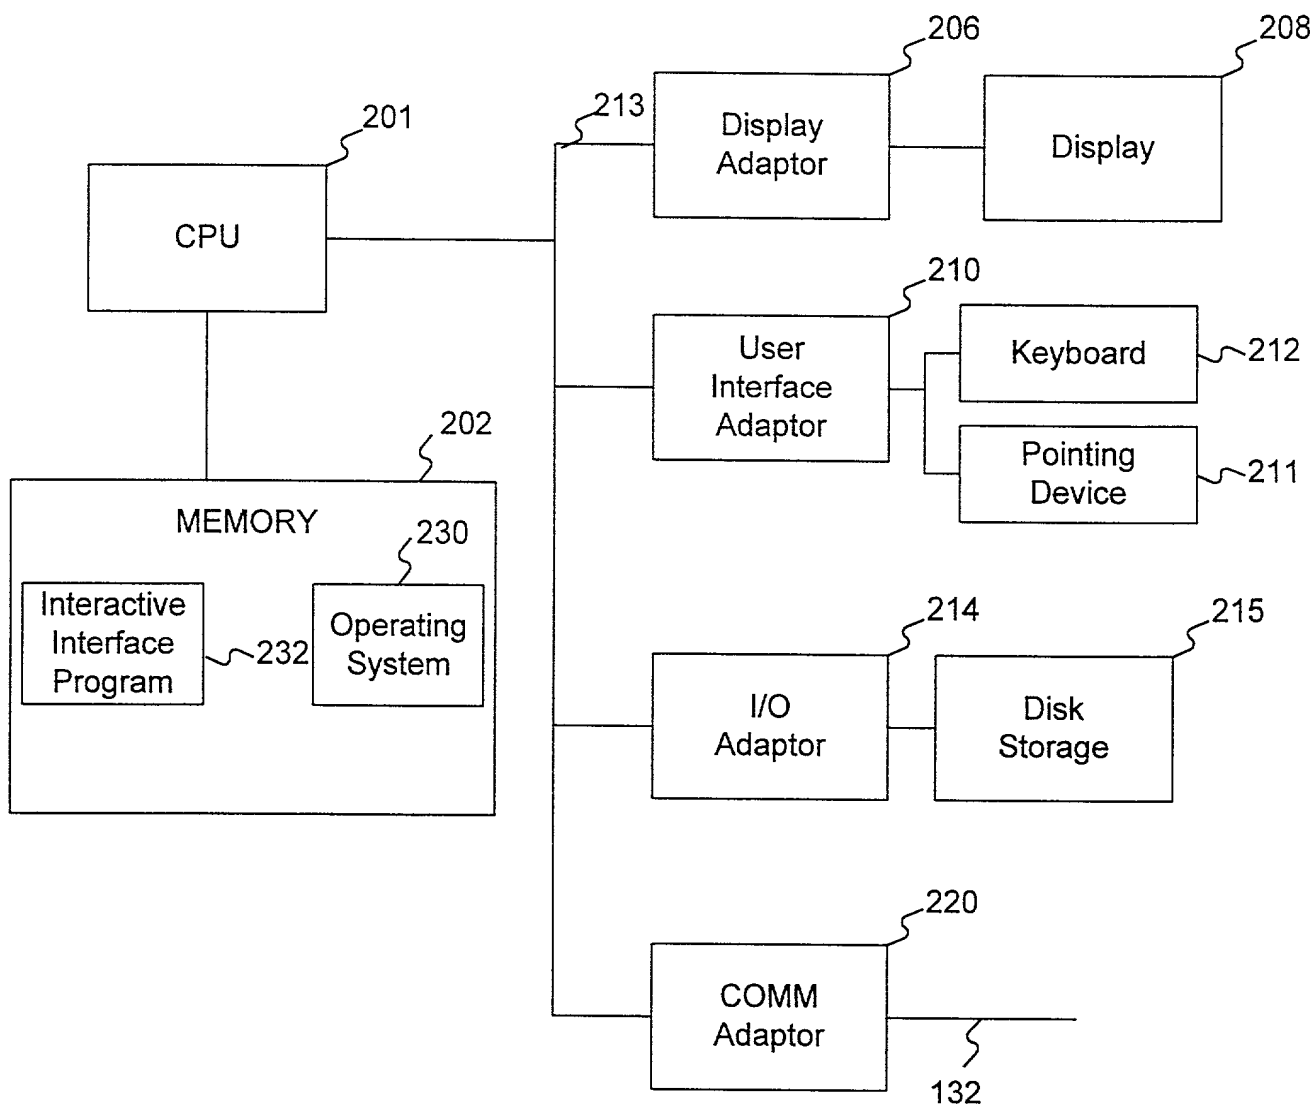 206
208
213
201
Display
Adaptor
Display
CPU
210
User
Interface
Adaptor
Keyboard
212
202
Pointing
Device
211
MEMORY
230
Interactive
Interface
Program
232
Operating
System
214
215
I/O
Adaptor
Disk
Storage
220
COMM
Adaptor
132